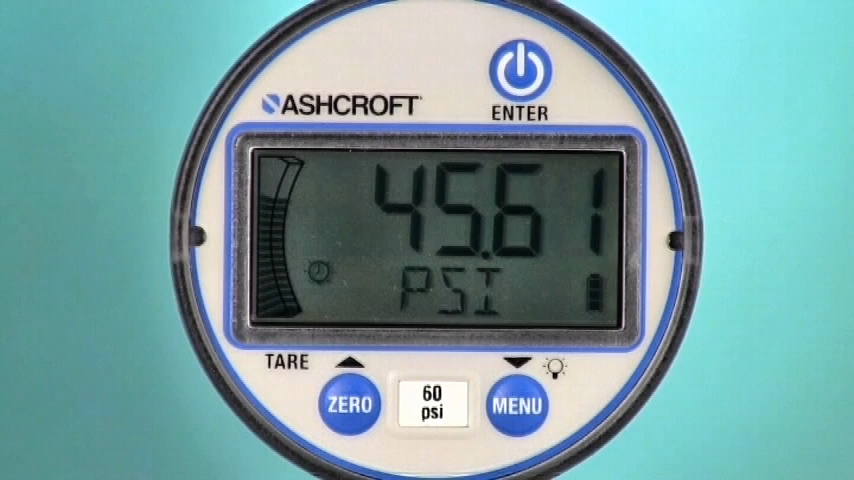 ASHCROFT
ENTER
45.61
PSI
TARE
ZERO
60
psi
MENU